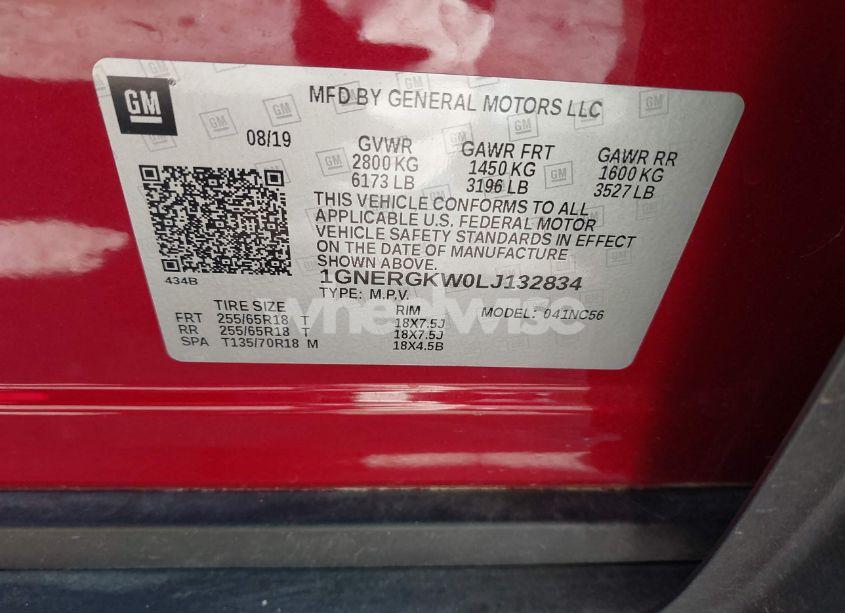 GM
MFD BY GENERAL MOTORS LLC
08/19
GVWR
2800 KG
6173 LB
GAWR FRT
1450 KG
3196 LB
GAWR RR
1600 KG
3527 LB
THIS VEHICLE CONFORMS TO ALL
APPLICABLE U.S. FEDERAL MOTOR
VEHICLE SAFETY STANDARDS IN EFFECT
ON THE DATE OF MANUFACTURE
SHOWN ABOVE.
434B
1GNERGKW0LJ132834
TYPE: M.P.V.
MODEL: 041NC56
TIRE SIZE RIM
FRT 255/65R18 T 18X7.5J
RR 255/65R18 T 18X7.5J
SPA T135/70R18 M 18X4.5B
wheelwise